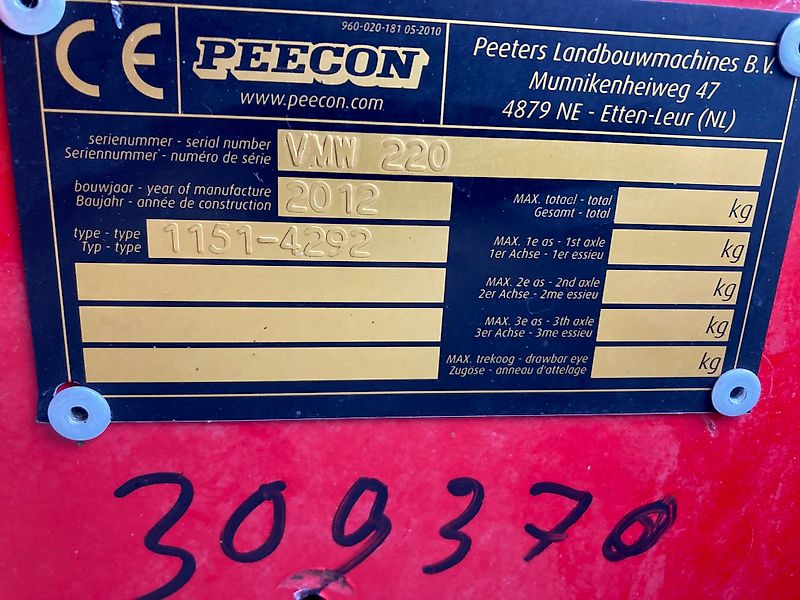 960-020-181 05-2010
CE
PEECON
www.peecon.com
Peeters Landbouwmachines B.V.
Munnikenheiweg 47
4879 NE - Etten-Leur (NL)
serienummer - serial number
Seriennummer - numéro de série
VMW 220
bouwjaar - year of manufacture
Baujahr - année de construction
2012
type - type
Typ - type
1151-4292
MAX. totaal - total
Gesamt - total
kg
MAX. 1e as - 1st axle
1er Achse - 1er essieu
kg
MAX. 2e as - 2nd axle
2er Achse - 2me essieu
kg
MAX. 3e as - 3th axle
3er Achse - 3me essieu
kg
MAX. trekoog - drawbar eye
Zugöse - anneau d'attelage
kg
309370